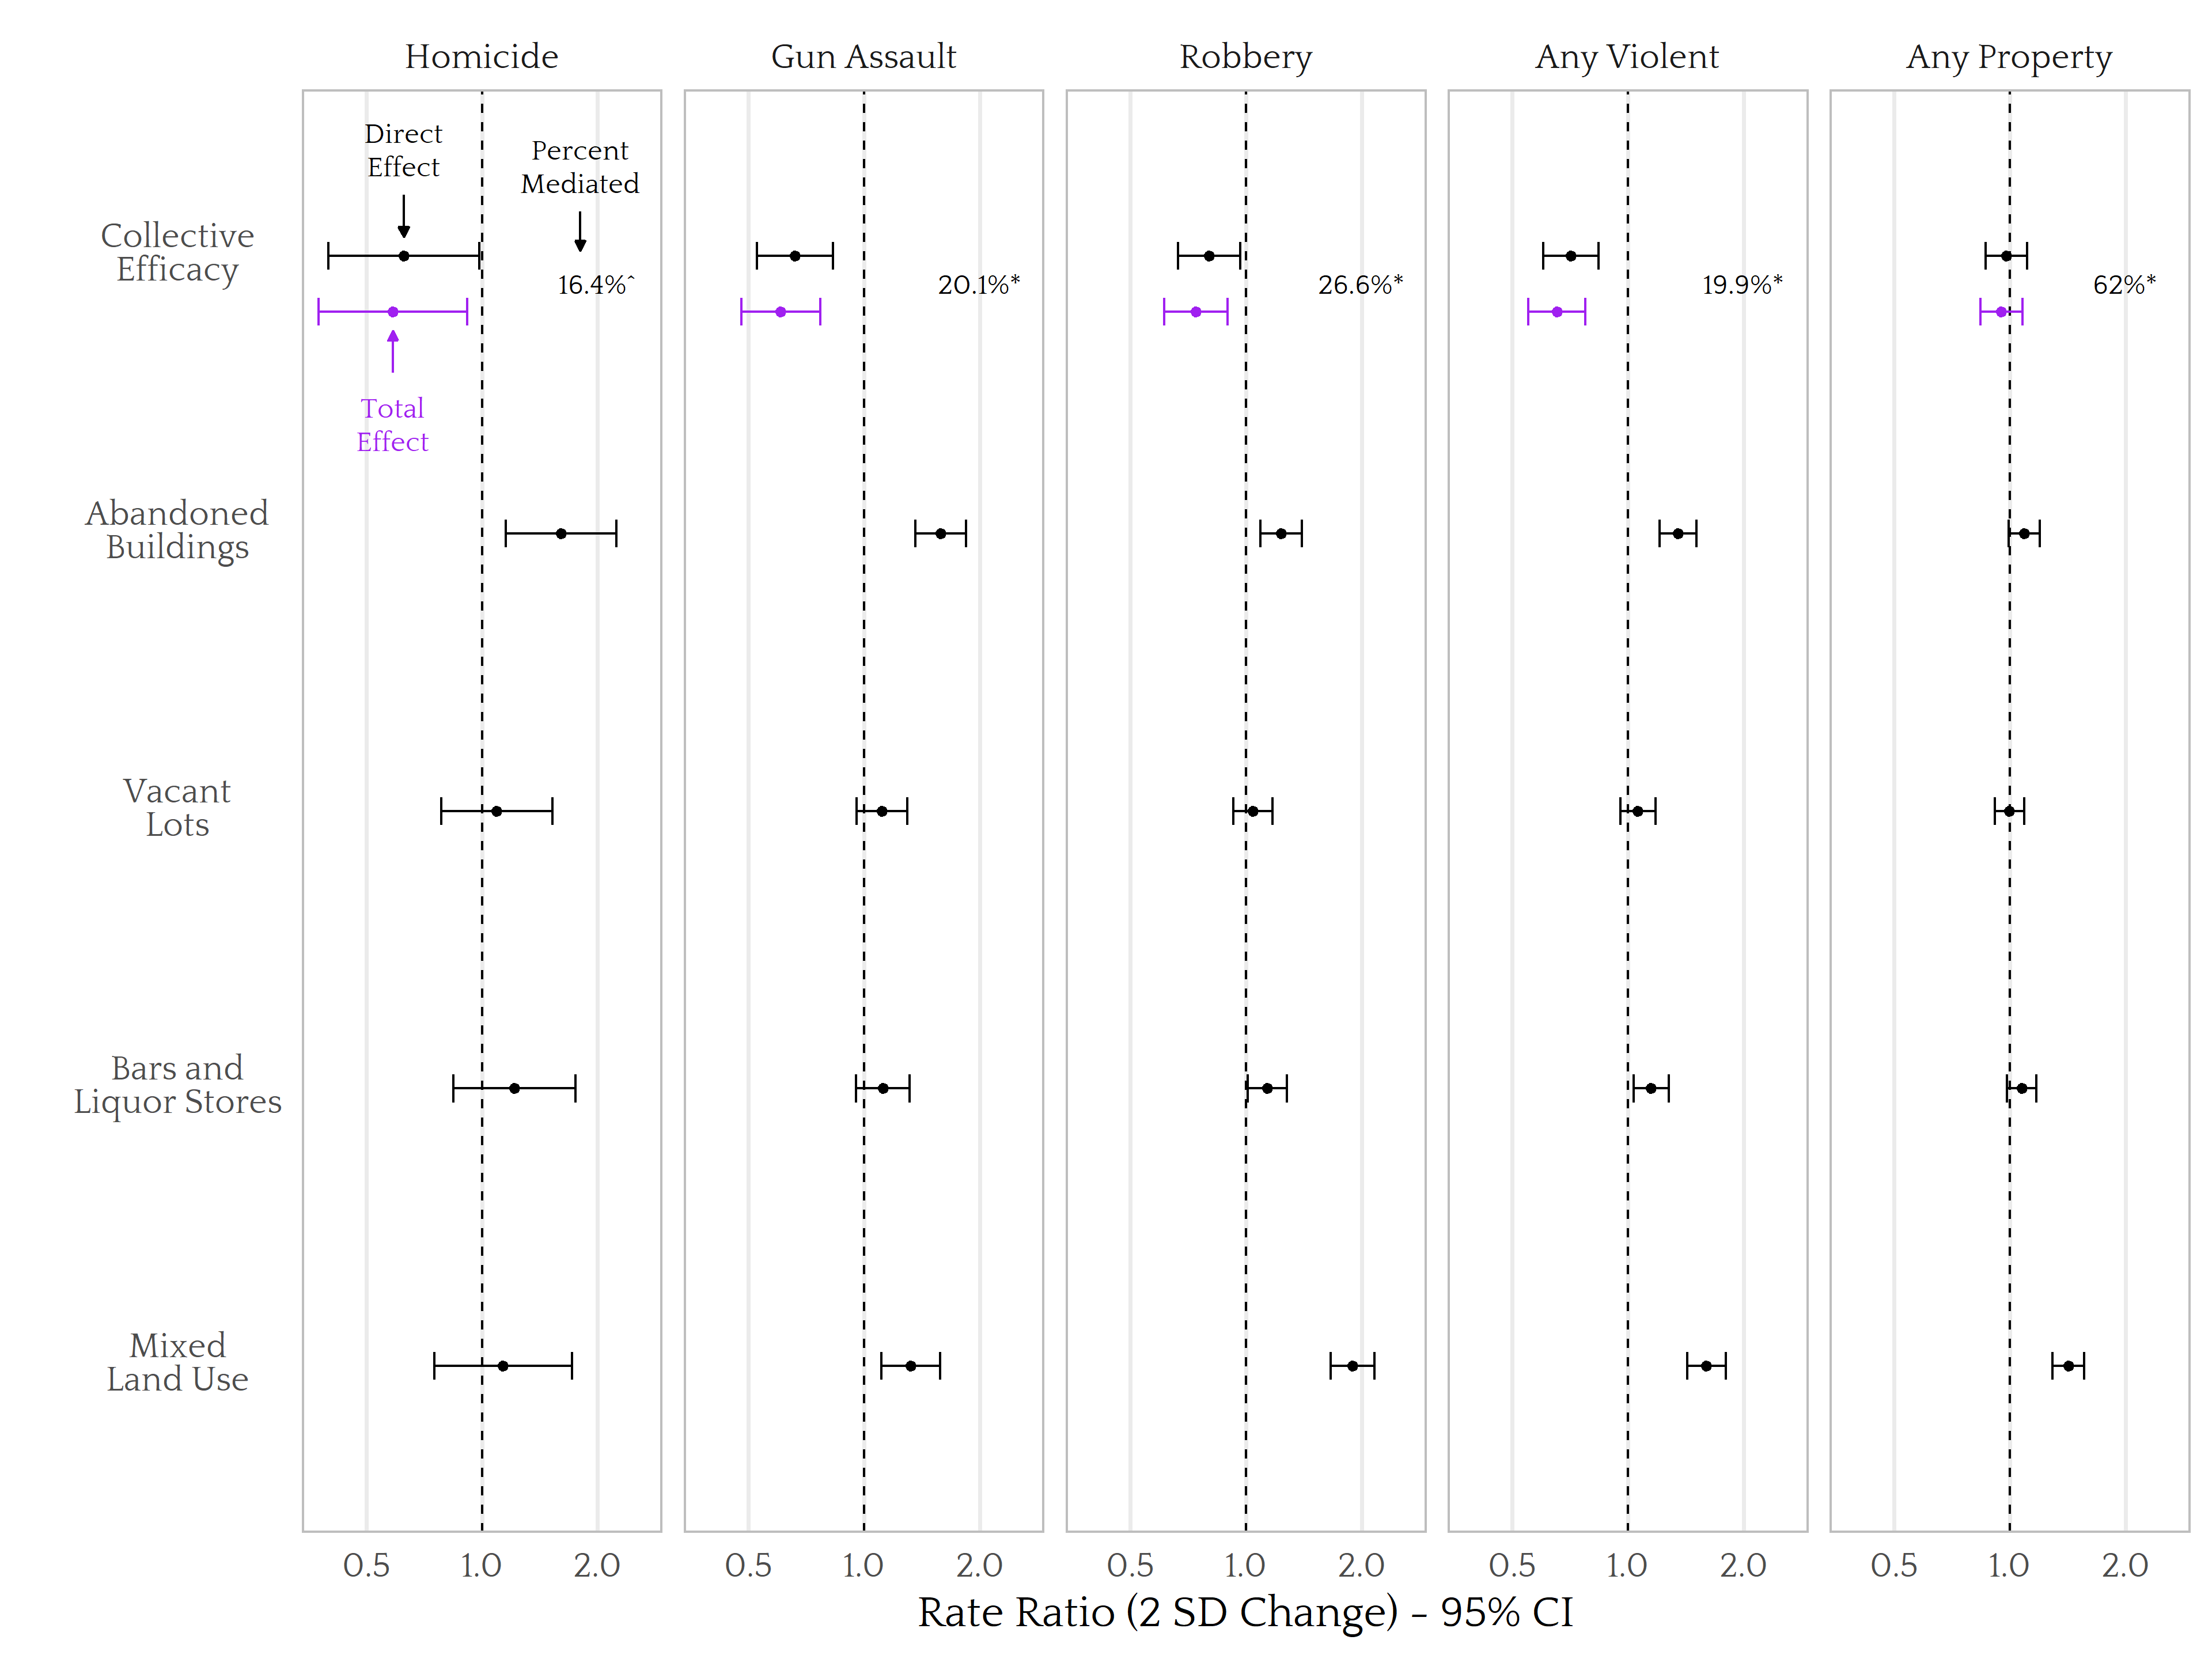 Homicide
Gun Assault
Robbery
Any Violent
Any Property
Direct
Effect
Percent
Mediated
Collective
Efficacy
16.4%^
20.1%*
26.6%*
19.9%*
62%*
Total
Effect
Abandoned
Buildings
Vacant
Lots
Bars and
Liquor Stores
Mixed
Land Use
0.5 1.0 2.0
0.5 1.0 2.0
0.5 1.0 2.0
0.5 1.0 2.0
0.5 1.0 2.0
Rate Ratio (2 SD Change) - 95% CI